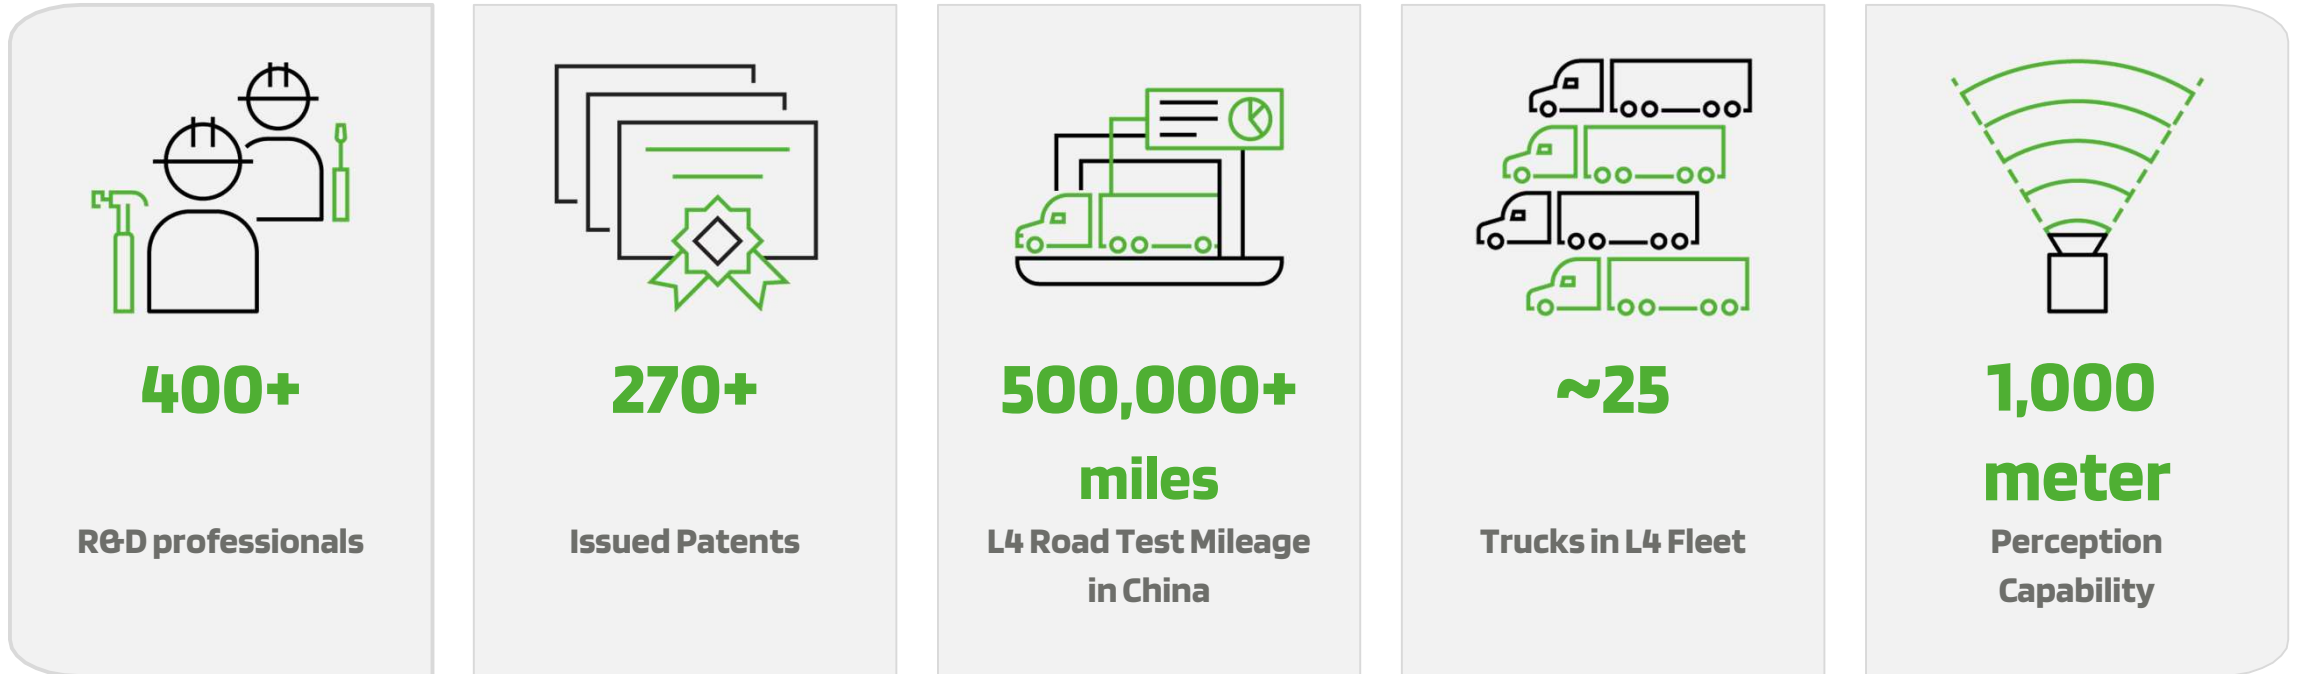 400+
R&D professionals
270+
Issued Patents
500,000+
miles
L4 Road Test Mileage
in China
~25
Trucks in L4 Fleet
1,000
meter
Perception
Capability